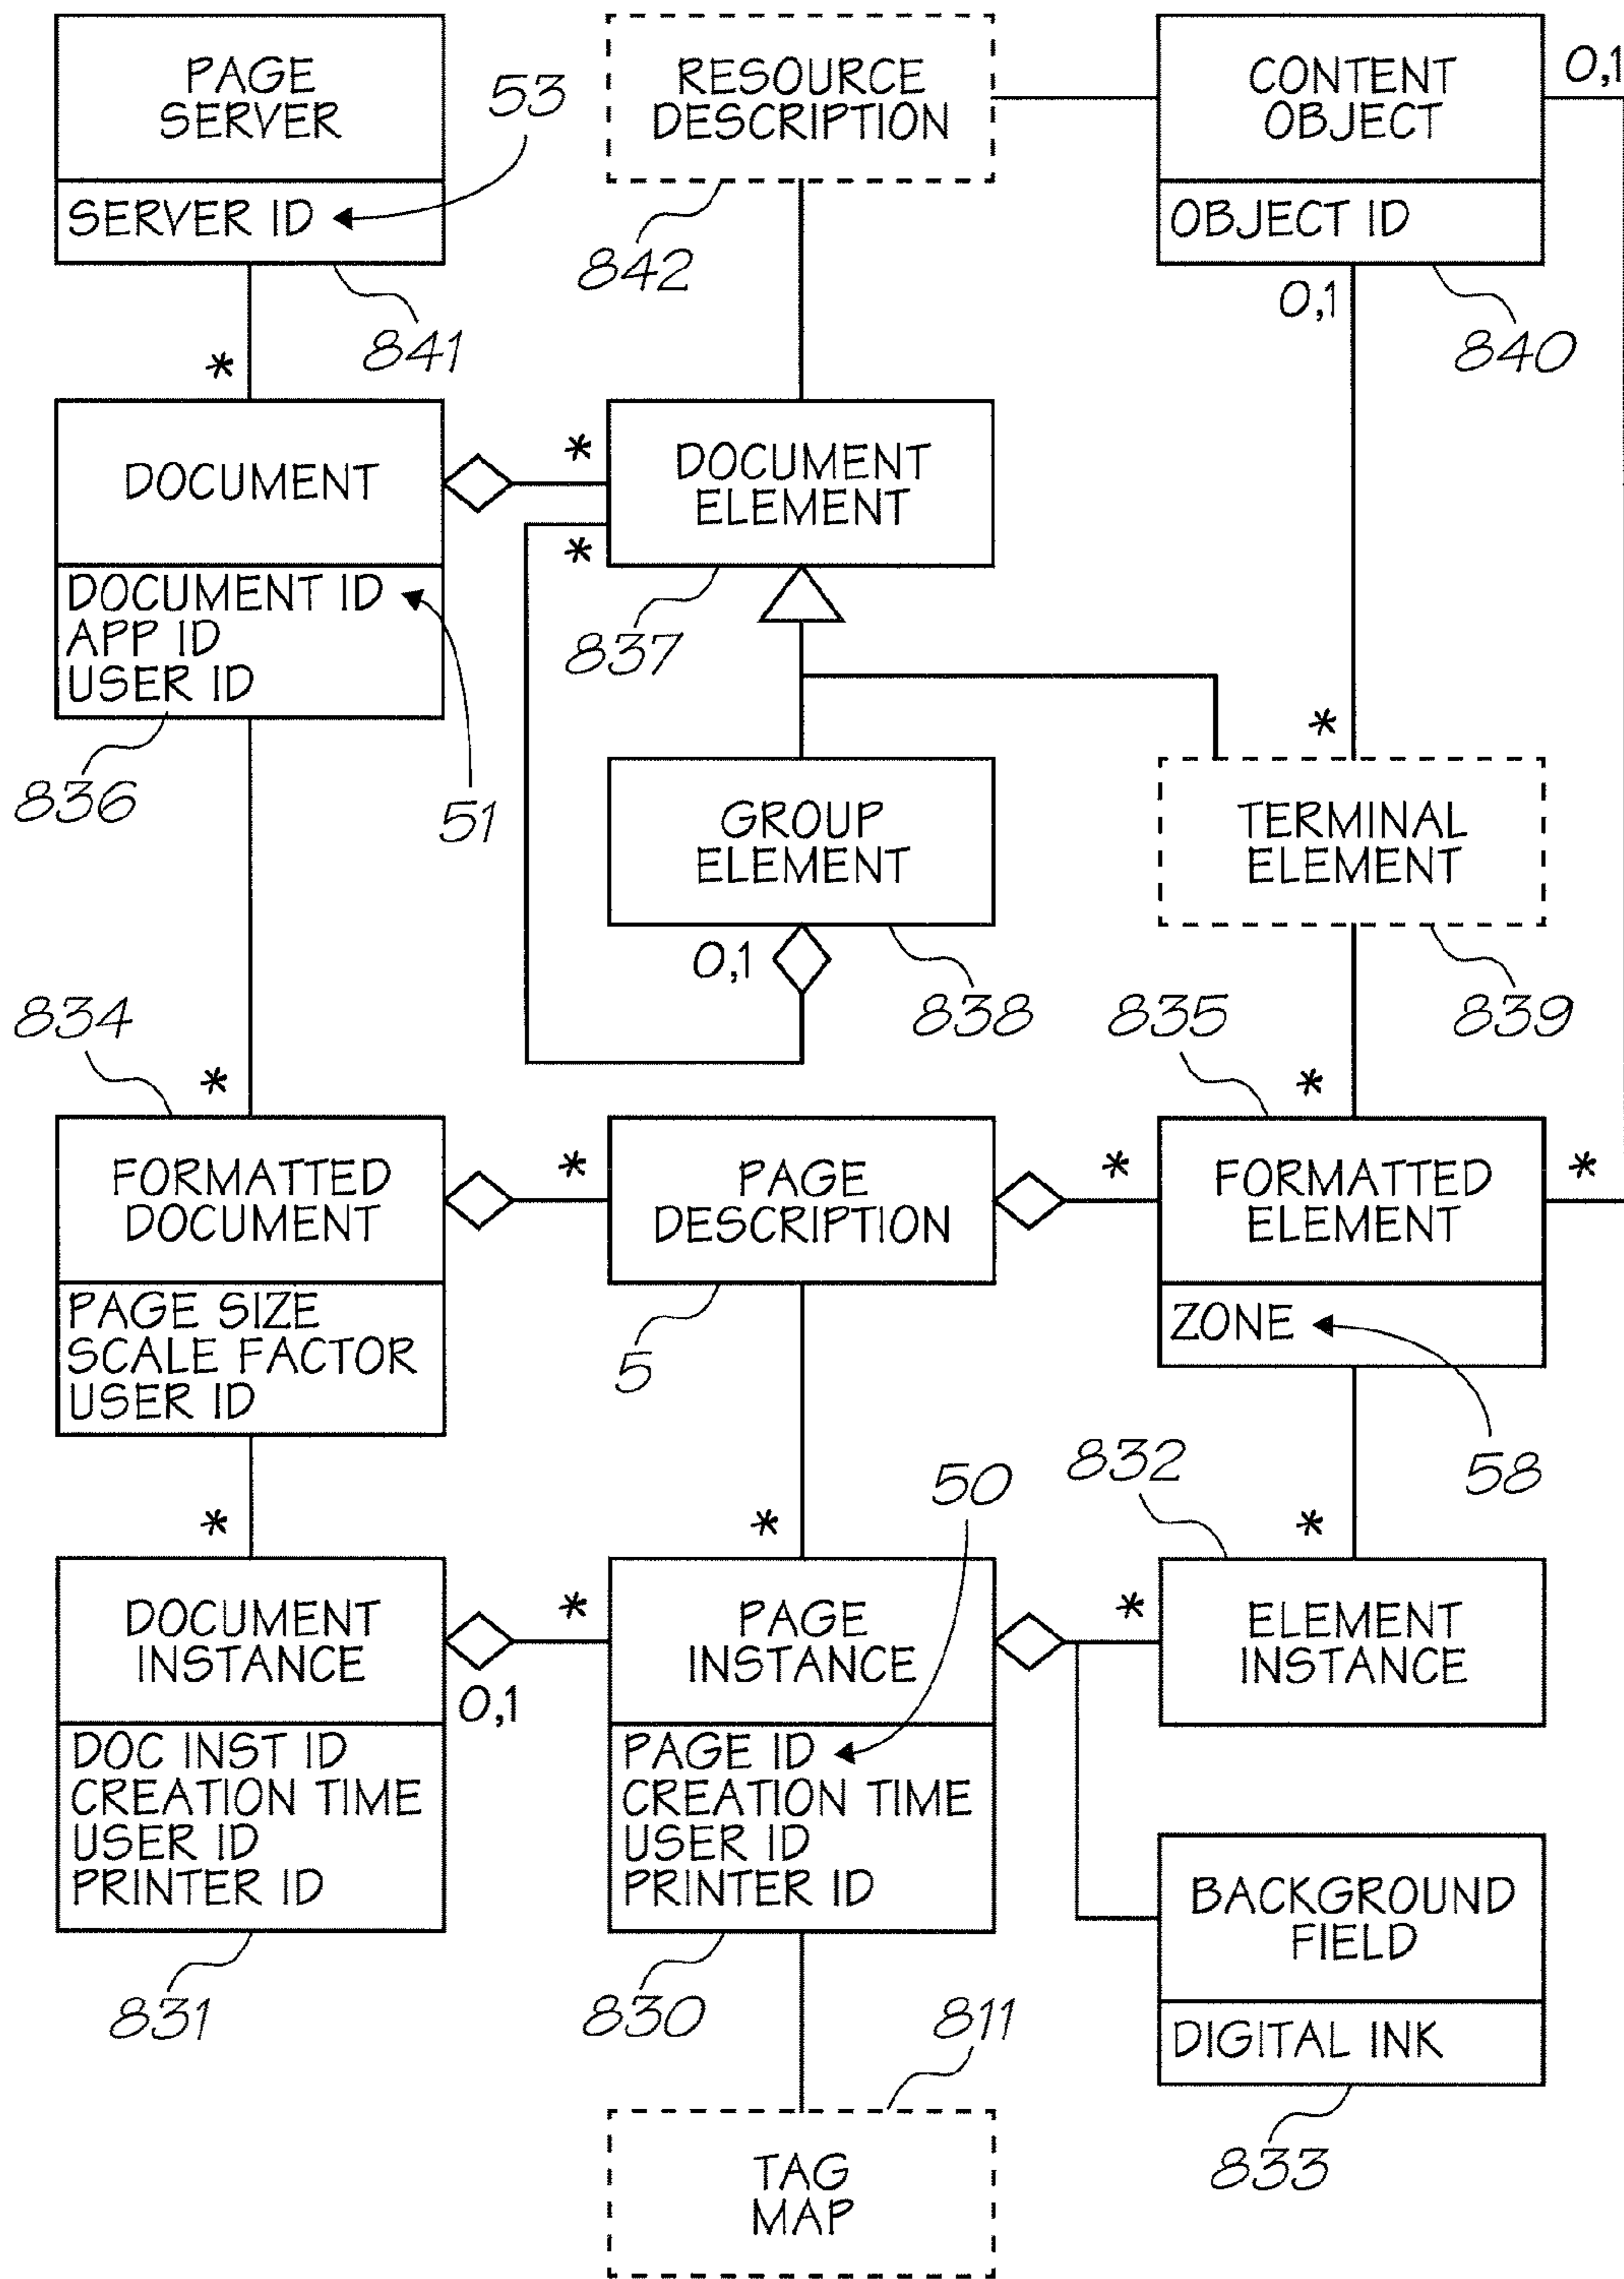 PAGE
SERVER
SERVER ID
53
841
*
RESOURCE
DESCRIPTION
842
CONTENT
OBJECT
OBJECT ID
0,1
0,1
840
DOCUMENT
DOCUMENT ID
APP ID
USER ID
836
51
*
*
DOCUMENT
ELEMENT
837
GROUP
ELEMENT
0,1
838
*
TERMINAL
ELEMENT
839
834
*
FORMATTED
DOCUMENT
PAGE SIZE
SCALE FACTOR
USER ID
*
PAGE
DESCRIPTION
5
835
*
*
*
FORMATTED
ELEMENT
ZONE
58
*
DOCUMENT
INSTANCE
0,1
DOC INST ID
CREATION TIME
USER ID
PRINTER ID
831
*
*
50
PAGE
INSTANCE
PAGE ID
CREATION TIME
USER ID
PRINTER ID
830
832
*
*
ELEMENT
INSTANCE
BACKGROUND
FIELD
DIGITAL INK
833
811
TAG
MAP